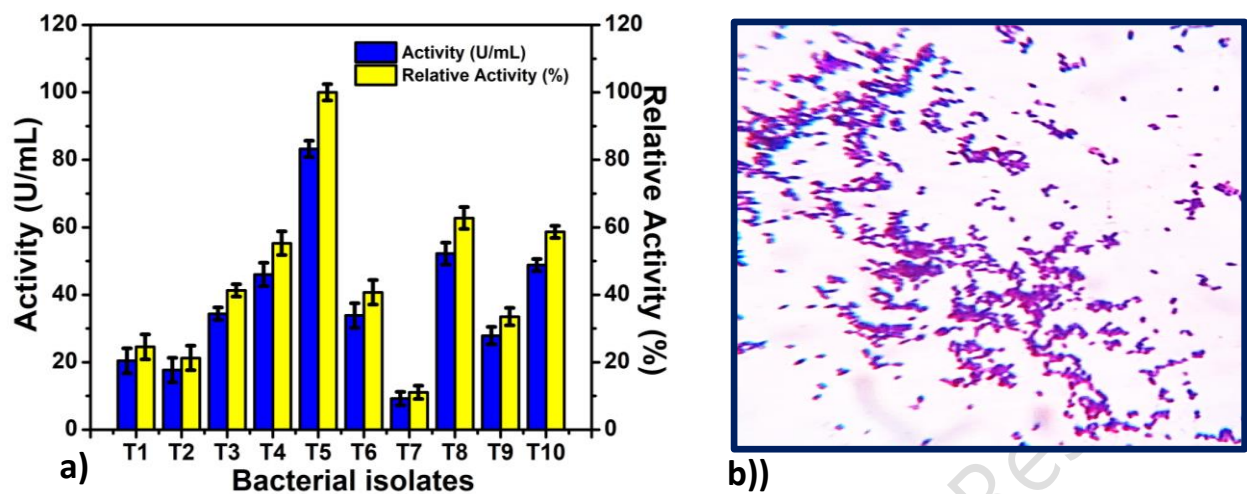 120
100
80
60
40
20
0
Activity (U/mL)
Activity (U/mL)
Relative Activity (%)
120
100
80
60
40
20
0
Relative Activity (%)
T1 T2 T3 T4 T5 T6 T7 T8 T9 T10
Bacterial isolates
a)
b))
Res